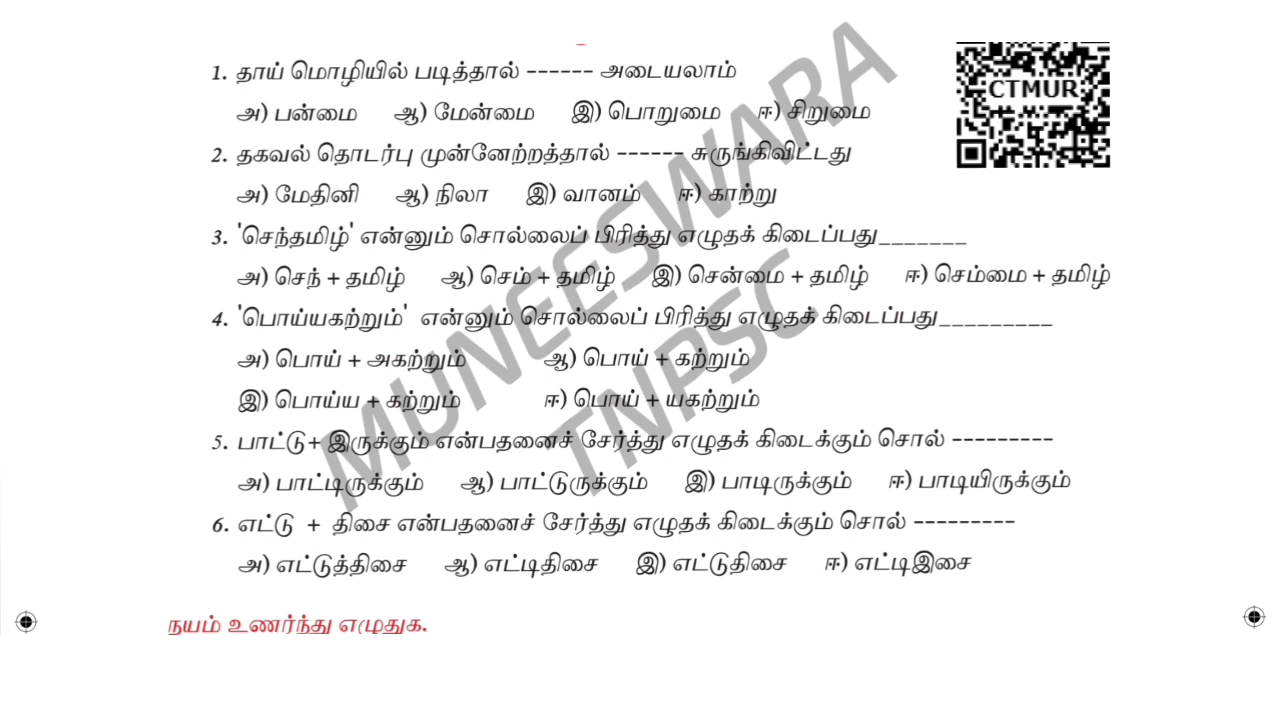 1. தாய் மொழியில் படித்தால் ------ அடையலாம்
அ) பன்மை ஆ) மேன்மை இ) பொறுமை ஈ) சிறுமை
2. தகவல் தொடர்பு முன்னேற்றத்தால் ------ சுருங்கிவிட்டது
அ) மேதினி ஆ) நிலா இ) வானம் ஈ) காற்று
3. 'செந்தமிழ்' என்னும் சொல்லைப் பிரித்து எழுதக் கிடைப்பது_______
அ) செந் + தமிழ் ஆ) செம் + தமிழ் இ) சென்மை + தமிழ் ஈ) செம்மை + தமிழ்
4. 'பொய்யகற்றும்' என்னும் சொல்லைப் பிரித்து எழுதக் கிடைப்பது_________
அ) பொய் + அகற்றும் ஆ) பொய் + கற்றும்
இ) பொய்ய + கற்றும் ஈ) பொய் + யகற்றும்
5. பாட்டு+ இருக்கும் என்பதனைச் சேர்த்து எழுதக் கிடைக்கும் சொல் ---------
அ) பாட்டிருக்கும் ஆ) பாட்டுருக்கும் இ) பாடிருக்கும் ஈ) பாடியிருக்கும்
6. எட்டு + திசை என்பதனைச் சேர்த்து எழுதக் கிடைக்கும் சொல் ---------
அ) எட்டுத்திசை ஆ) எட்டிதிசை இ) எட்டுதிசை ஈ) எட்டிஇசை
நயம் உணர்ந்து எழுதுக.
CTMUR
MUNEESWARA
TNPSC